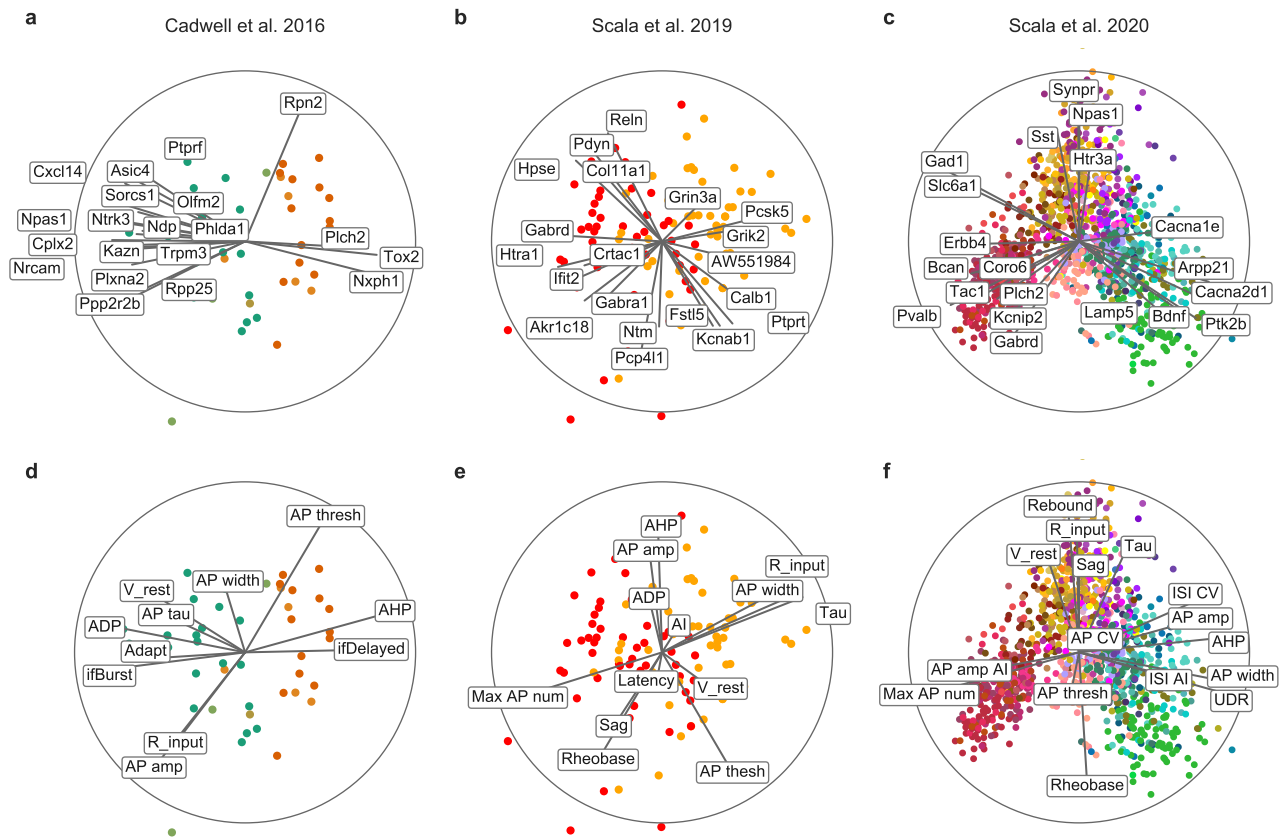 a
Cadwell et al. 2016
b
Scala et al. 2019
c
Scala et al. 2020
Rpn2
Ptprf
Cxcl14
Asic4
Sorcs1
Olfm2
Npas1
Ntrk3
Ndp
Phlda1
Cplx2
Kazn
Trpm3
Plch2
Tox2
Nrcam
Plxna2
Rpp25
Nxph1
Ppp2r2b
Reln
Pdyn
Hpse
Col11a1
Grin3a
Pcsk5
Gabrd
Grik2
Htra1
Crtac1
AW551984
Ifit2
Gabra1
Calb1
Fstl5
Ptprt
Akr1c18
Ntm
Kcnab1
Pcp4l1
Synpr
Npas1
Sst
Gad1
Htr3a
Slc6a1
Cacna1e
Erbb4
Bcan
Coro6
Arpp21
Tac1
Plch2
Cacna2d1
Pvalb
Kcnip2
Lamp5
Bdnf
Ptk2b
Gabrd
d
e
f
AP thresh
V_rest
AP width
AP tau
AHP
ADP
Adapt
ifDelayed
ifBurst
R_input
AP amp
AHP
AP amp
R_input
ADP
AP width
AI
Tau
Latency
V_rest
Max AP num
Sag
Rheobase
AP thesh
Rebound
R_input
V_rest
Tau
Sag
ISI CV
AP amp
AP CV
AHP
AP amp AI
ISI AI
AP width
Max AP num
AP thresh
UDR
Rheobase